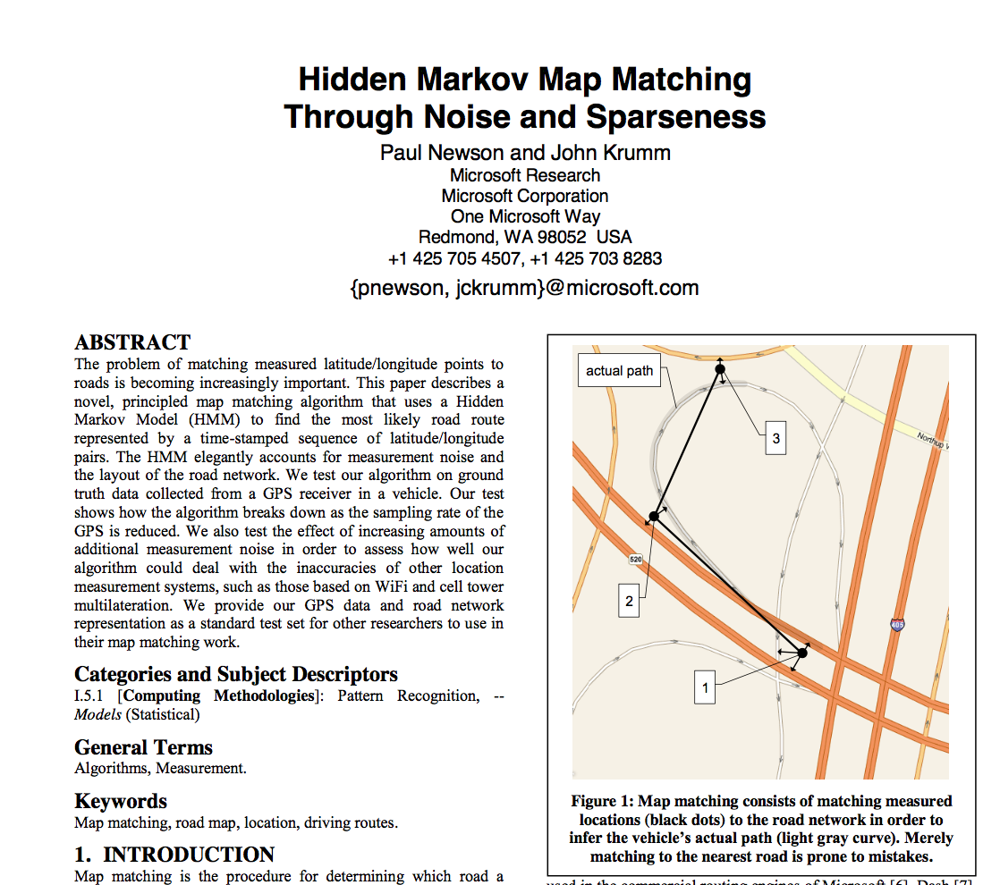 Hidden Markov Map Matching
Through Noise and Sparseness
Paul Newson and John Krumm
Microsoft Research
Microsoft Corporation
One Microsoft Way
Redmond, WA 98052  USA
+1 425 705 4507, +1 425 703 8283
{pnewson, jckrumm}@microsoft.com
ABSTRACT
The problem of matching measured latitude/longitude points to
roads is becoming increasingly important. This paper describes a
novel, principled map matching algorithm that uses a Hidden
Markov Model (HMM) to find the most likely road route
represented by a time-stamped sequence of latitude/longitude
pairs. The HMM elegantly accounts for measurement noise and
the layout of the road network. We test our algorithm on ground
truth data collected from a GPS receiver in a vehicle. Our test
shows how the algorithm breaks down as the sampling rate of the
GPS is reduced. We also test the effect of increasing amounts of
additional measurement noise in order to assess how well our
algorithm could deal with the inaccuracies of other location
measurement systems, such as those based on WiFi and cell tower
multilateration. We provide our GPS data and road network
representation as a standard test set for other researchers to use in
their map matching work.
Categories and Subject Descriptors
I.5.1 [Computing Methodologies]: Pattern Recognition, --
Models (Statistical)
General Terms
Algorithms, Measurement.
Keywords
Map matching, road map, location, driving routes.
1. INTRODUCTION
Map matching is the procedure for determining which road a
actual path
3
Northup
520
2
405
1
Figure 1: Map matching consists of matching measured
locations (black dots) to the road network in order to
infer the vehicle's actual path (light gray curve). Merely
matching to the nearest road is prone to mistakes.
used in the commercial routing engines of Microsoft [6], Dash [7]